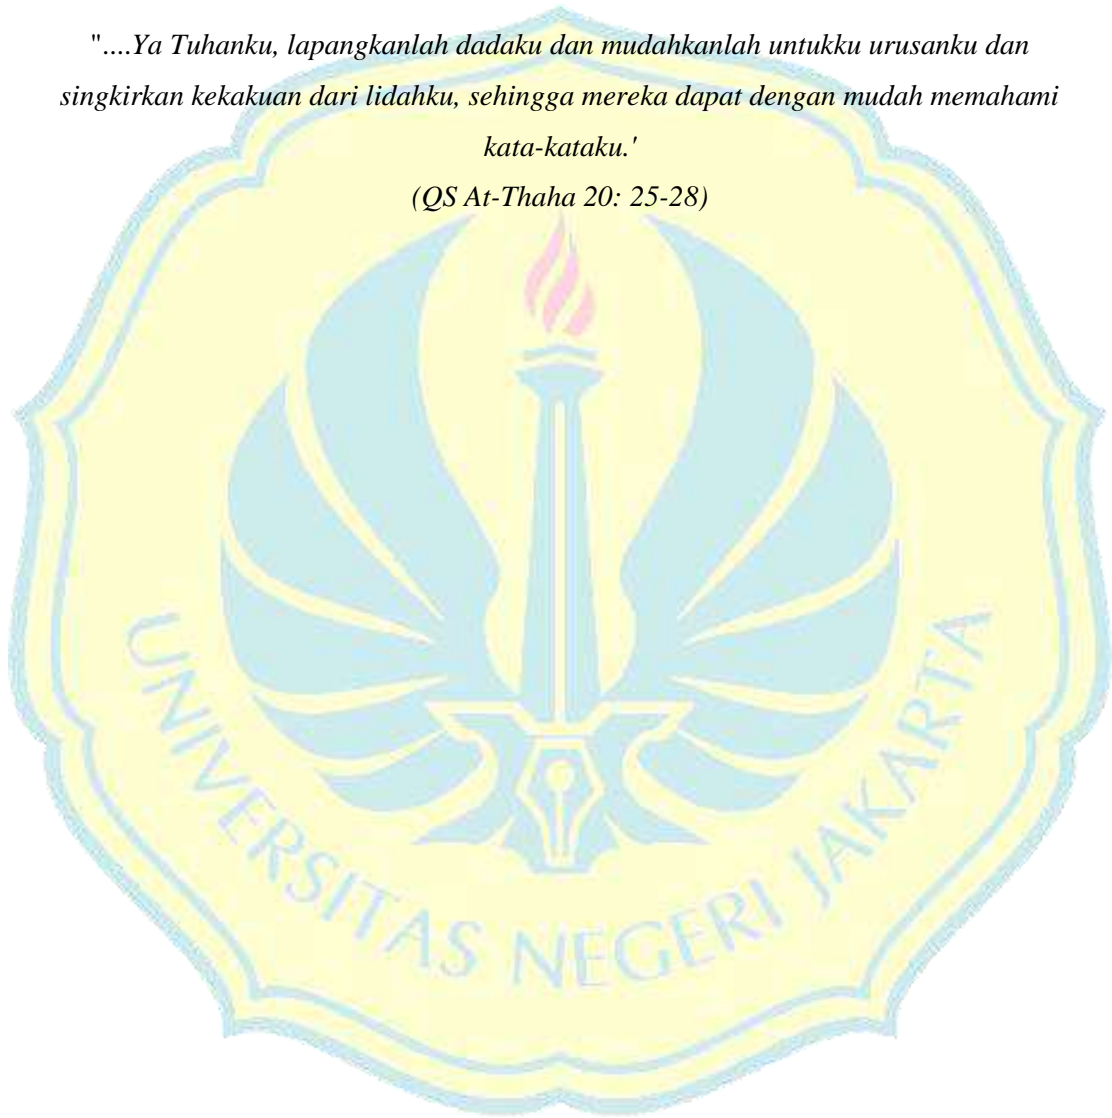 "....Ya Tuhanku, lapangkanlah dadaku dan mudahkanlah untukku urusanku dan
singkirkan kekakuan dari lidahku, sehingga mereka dapat dengan mudah memahami
kata-kataku.'
(QS At-Thaha 20: 25-28)
UNIVERSITAS NEGERI JAKARTA